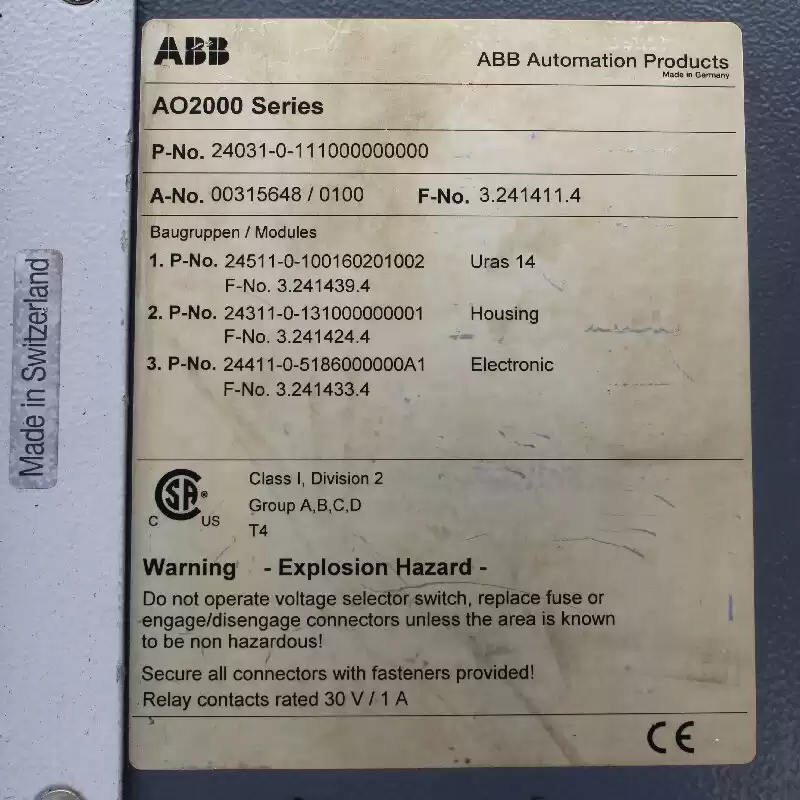 ABB
ABB Automation Products
Made in Germany
AO2000 Series
P-No. 24031-0-111000000000
A-No. 00315648 / 0100 F-No. 3.241411.4
Baugruppen / Modules
1. P-No. 24511-0-100160201002 Uras 14
F-No. 3.241439.4
2. P-No. 24311-0-131000000001 Housing
F-No. 3.241424.4
3. P-No. 24411-0-5186000000A1 Electronic
F-No. 3.241433.4
Class I, Division 2
Group A,B,C,D
T4
C SA ® US
Warning - Explosion Hazard -
Do not operate voltage selector switch, replace fuse or
engage/disengage connectors unless the area is known
to be non hazardous!
Secure all connectors with fasteners provided!
Relay contacts rated 30 V / 1 A
CE
Made in Switzerland